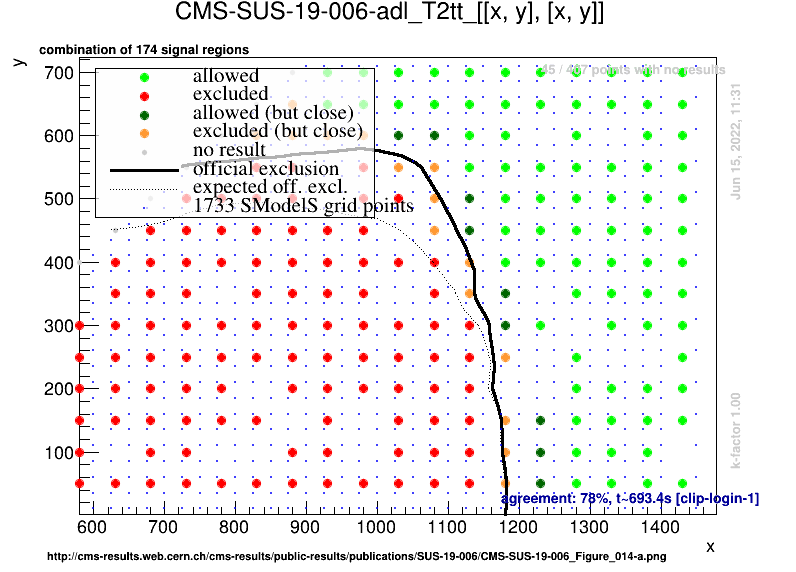 CMS-SUS-19-006-adl_T2tt_[[x, y], [x, y]]
combination of 174 signal regions
y
700
600
500
400
300
200
100
allowed
excluded
allowed (but close)
excluded (but close)
no result
official exclusion
expected off. excl.
1733 SModelS grid points
points with no results
Jun 15, 2022, 11:31
k-factor 1.00
agreement: 78%, t~693.4s [clip-login-1]
600 700 800 900 1000 1100 1200 1300 1400
x
http://cms-results.web.cern.ch/cms-results/public-results/publications/SUS-19-006/CMS-SUS-19-006_Figure_014-a.png